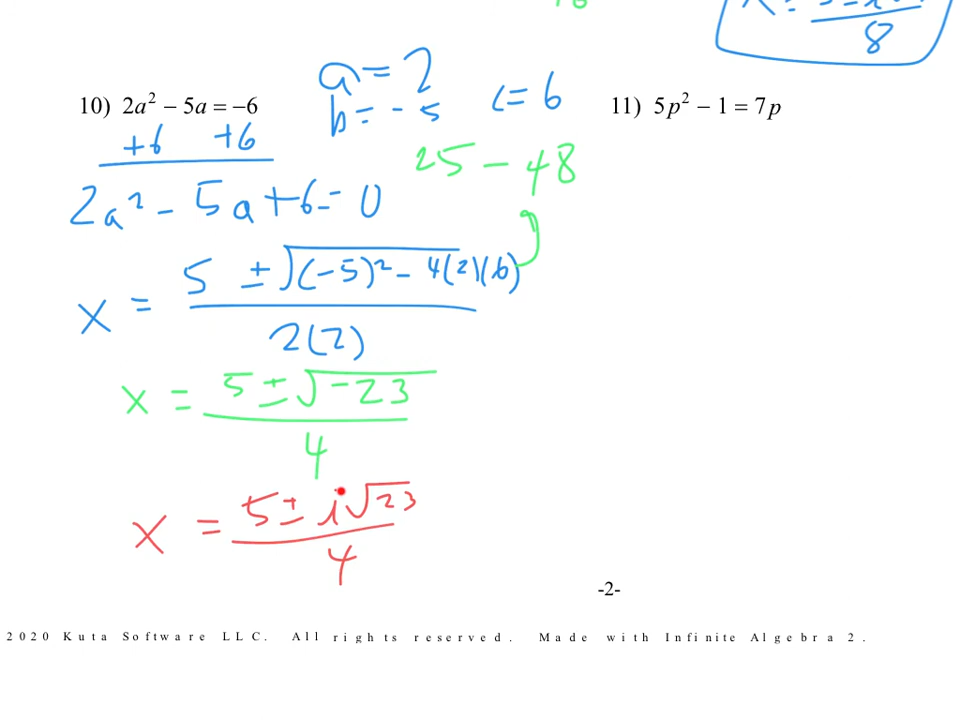 8
10) 2a² − 5a = −6
+6 +6
2a² − 5a + 6 = 0
a = 2
b = −5 c = 6
25 − 48
x = 5 ± √(−5)² − 4(2)(6) / 2(2)
x = 5 ± √−23 / 4
x = 5 ± i√23 / 4
11) 5p² − 1 = 7p
-2-
2020 Kuta Software LLC. All rights reserved. Made with Infinite Algebra 2.